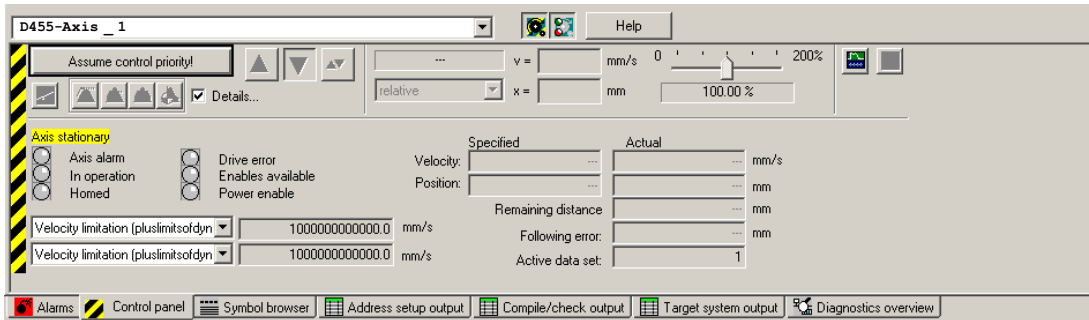 D455-Axis _ 1
Help
Assume control priority!
---
v =
mm/s
0
200%
Details...
relative
x =
mm
100.00 %
Axis stationary
Axis alarm
In operation
Homed
Drive error
Enables available
Power enable
Specified
Actual
Velocity:
---
---
mm/s
Position:
---
---
mm
Remaining distance
---
mm
Following error:
---
mm
Active data set:
1
Velocity limitation (pluslimitsofdyn
1000000000000.0
mm/s
Velocity limitation (pluslimitsofdyn
1000000000000.0
mm/s
Alarms
Control panel
Symbol browser
Address setup output
Compile/check output
Target system output
Diagnostics overview